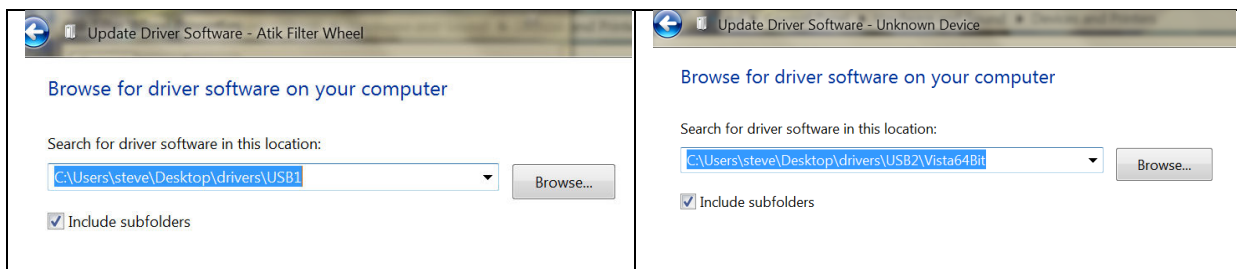 Update Driver Software - Atik Filter Wheel
Browse for driver software on your computer
Search for driver software in this location:
C:\Users\steve\Desktop\drivers\USB1
Browse...
Include subfolders
Update Driver Software - Unknown Device
Browse for driver software on your computer
Search for driver software in this location:
C:\Users\steve\Desktop\drivers\USB2\Vista64Bit
Browse...
Include subfolders